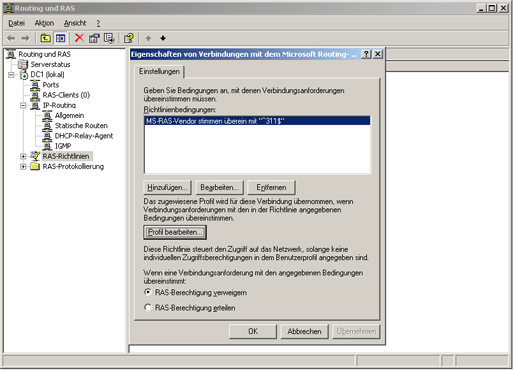 Routing und RAS
Datei Aktion Ansicht ?
Routing und RAS
Serverstatus
DC1 (lokal)
Ports
RAS-Clients (0)
IP-Routing
Allgemein
Statische Routen
DHCP-Relay-Agent
IGMP
RAS-Richtlinien
RAS-Protokollierung
Eigenschaften von Verbindungen mit dem Microsoft Routing-... ? X
Einstellungen
Geben Sie Bedingungen an, mit denen Verbindungsanforderungen
übereinstimmen müssen.
Richtlinienbedingungen:
MS-RAS-Vendor stimmen überein mit "^311$"
Hinzufügen... Bearbeiten... Entfernen
Das zugewiesene Profil wird für diese Verbindung übernommen, wenn
Verbindungsanforderungen mit den in der Richtlinie angegebenen
Bedingungen übereinstimmen.
Profil bearbeiten...
Diese Richtlinie steuert den Zugriff auf das Netzwerk, solange keine
individuellen Zugriffsberechtigungen in dem Benutzerprofil angegeben sind.
Wenn eine Verbindungsanforderung mit den angegebenen Bedingungen
übereinstimmt:
RAS-Berechtigung verweigern
RAS-Berechtigung erteilen
OK Abbrechen Übernehmen